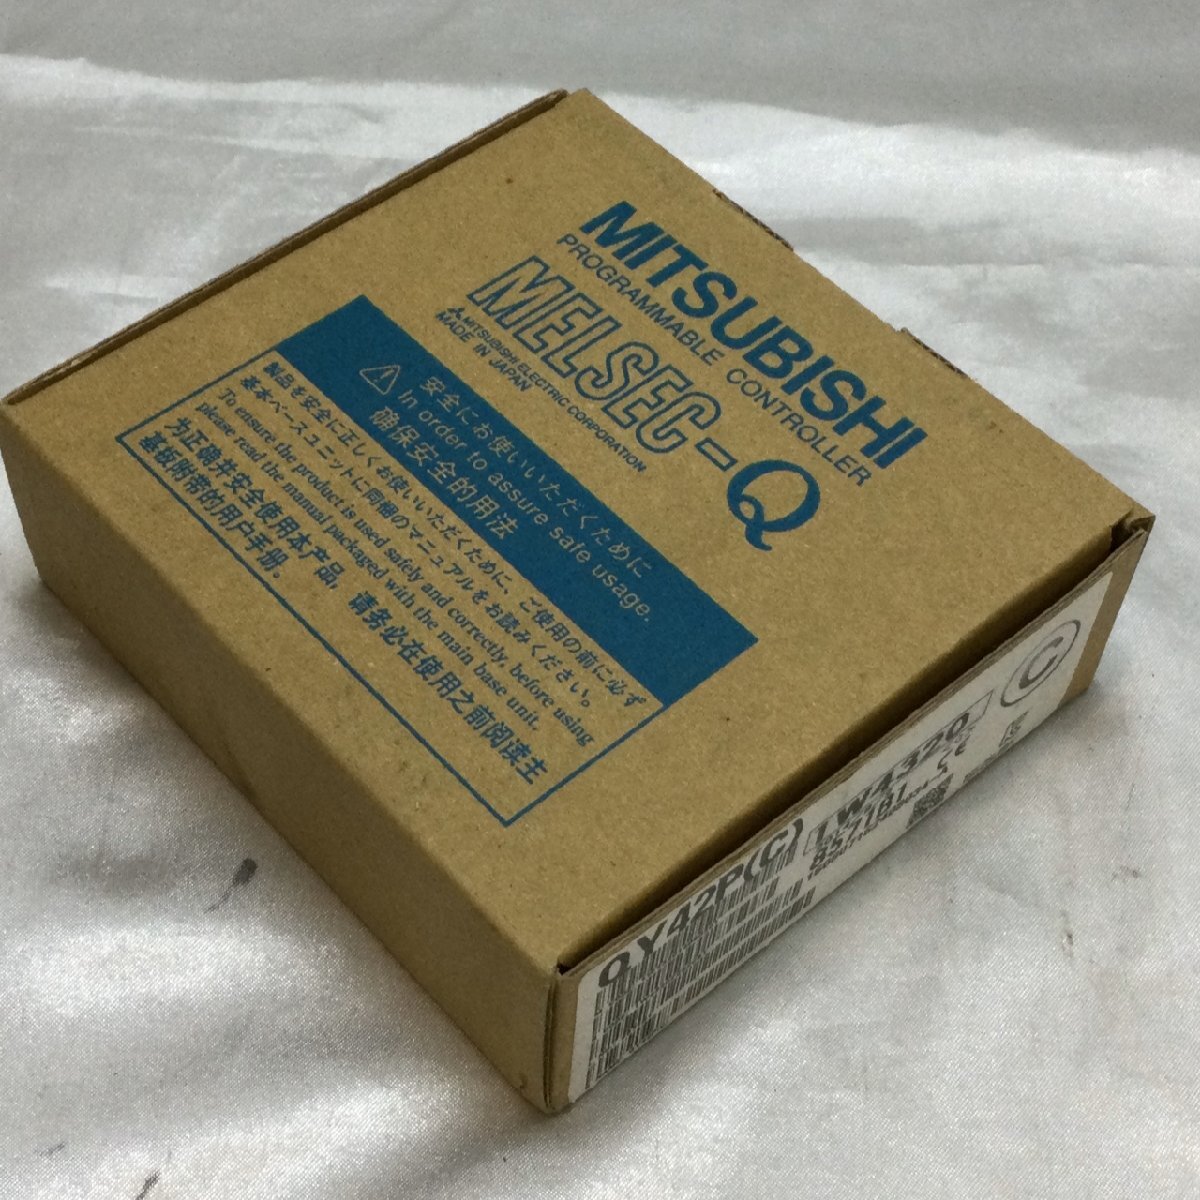 MITSUBISHI
PROGRAMMABLE CONTROLLER
MELSEC-Q
MITSUBISHI ELECTRIC CORPORATION
MADE IN JAPAN
安全にお使いいただくために
In order to assure safe usage.
确保安全的用法
製品を安全に正しくお使いいただくために、ご使用の前に必ず
基本ベースユニットに同梱のマニュアルをお読みください。
To ensure the product is used safely and correctly, before using
please read the manual packaged with the main base unit.
为正确并安全使用本产品，请务必在使用之前阅读主
基板附带的用户手册。
QY42P(C) 1W4320
C